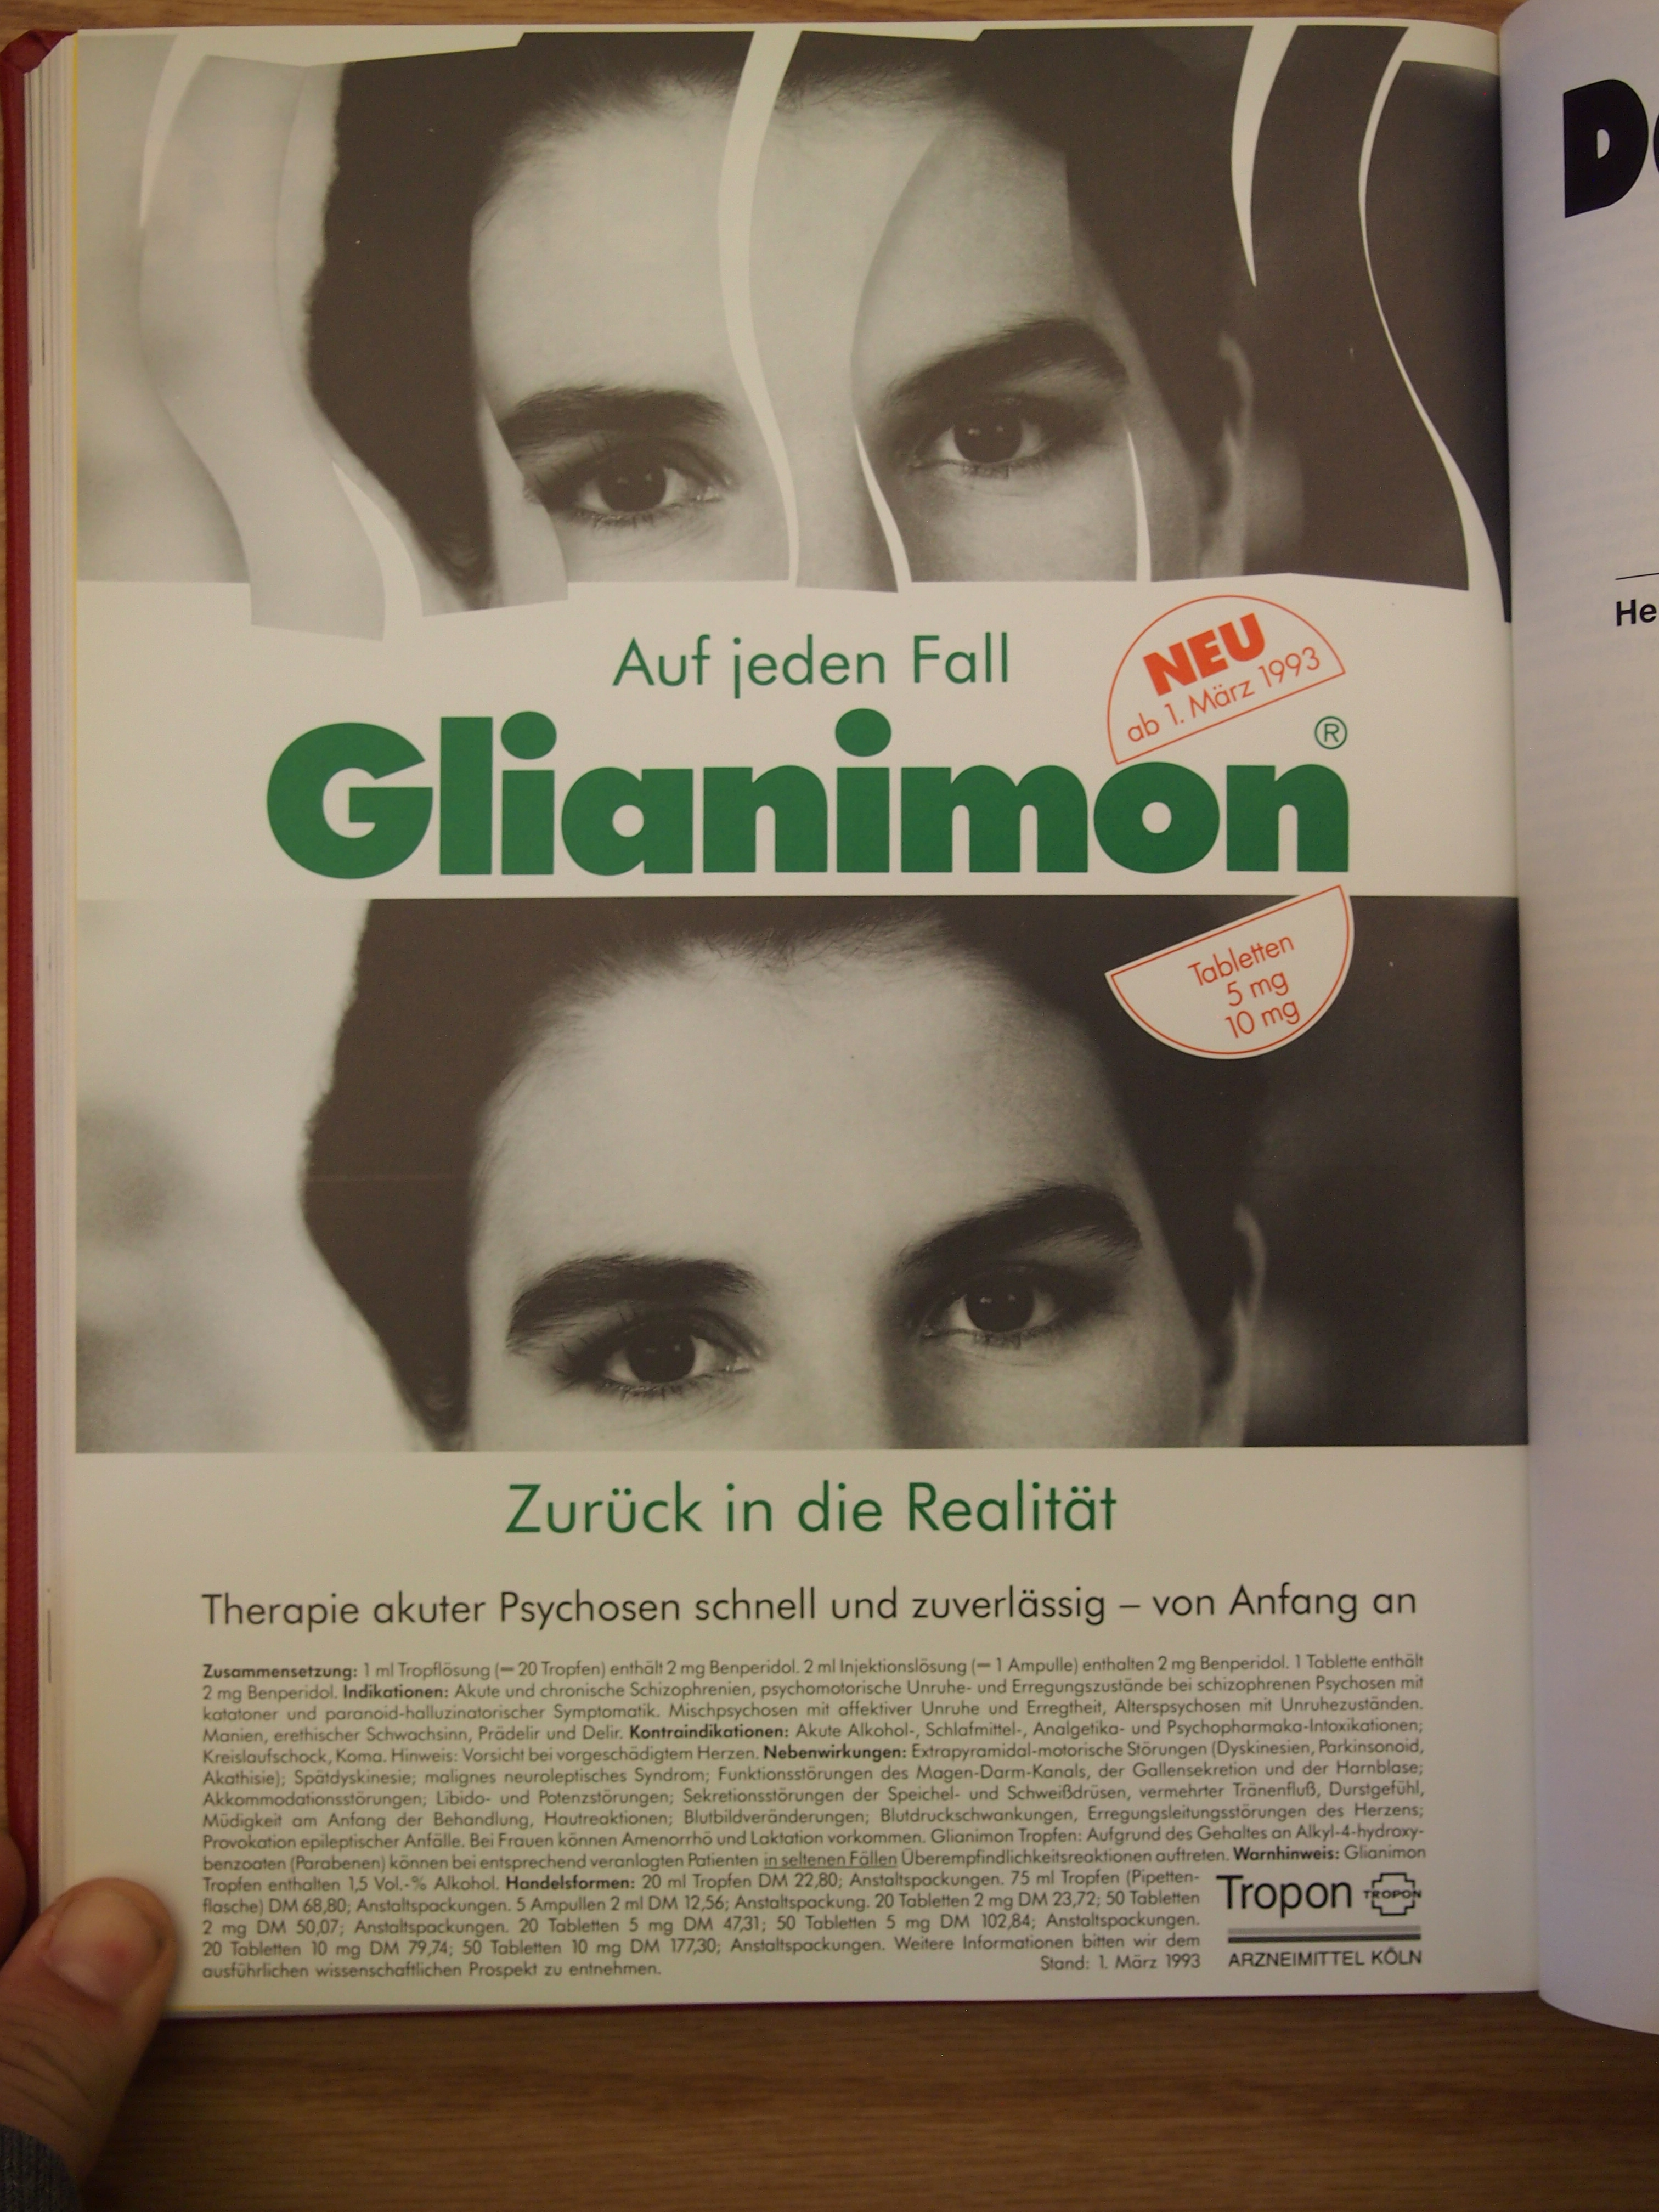 Auf jeden Fall
NEU
ab 1. März 1993
Glianimon®
Tabletten
5 mg
10 mg
Zurück in die Realität
Therapie akuter Psychosen schnell und zuverlässig – von Anfang an
Zusammensetzung: 1 ml Tropflösung (= 20 Tropfen) enthält 2 mg Benperidol. 2 ml Injektionslösung (= 1 Ampulle) enthalten 2 mg Benperidol. 1 Tablette enthält
2 mg Benperidol. Indikationen: Akute und chronische Schizophrenien, psychomotorische Unruhe- und Erregungszustände bei schizophrenen Psychosen mit
katatoner und paranoid-halluzinatorischer Symptomatik. Mischpsychosen mit affektiver Unruhe und Erregtheit, Alterspsychosen mit Unruhezuständen.
Manien, erethischer Schwachsinn, Prädelir und Delir. Kontraindikationen: Akute Alkohol-, Schlafmittel-, Analgetika- und Psychopharmaka-Intoxikationen;
Kreislaufschock, Koma. Hinweis: Vorsicht bei vorgeschädigtem Herzen. Nebenwirkungen: Extrapyramidal-motorische Störungen (Dyskinesien, Parkinsonoid,
Akathisie); Spätdyskinesie; malignes neuroleptisches Syndrom; Funktionsstörungen des Magen-Darm-Kanals, der Gallensekretion und der Harnblase;
Akkommodationsstörungen; Libido- und Potenzstörungen; Sekretionsstörungen der Speichel- und Schweißdrüsen, vermehrter Tränenfluß, Durstgefühl,
Müdigkeit am Anfang der Behandlung, Hautreaktionen; Blutbildveränderungen; Blutdruckschwankungen, Erregungsleitungsstörungen des Herzens;
Provokation epileptischer Anfälle. Bei Frauen können Amenorrhö und Laktation vorkommen. Glianimon Tropfen: Aufgrund des Gehaltes an Alkyl-4-hydroxy-
benzoaten (Parabenen) können bei entsprechend veranlagten Patienten in seltenen Fällen Überempfindlichkeitsreaktionen auftreten. Warnhinweis: Glianimon
Tropfen enthalten 1,5 Vol.-% Alkohol. Handelsformen: 20 ml Tropfen DM 22,80; Anstaltspackungen. 75 ml Tropfen (Pipetten-
flasche) DM 68,80; Anstaltspackungen. 5 Ampullen 2 ml DM 12,56; Anstaltspackung. 20 Tabletten 2 mg DM 23,72; 50 Tabletten
2 mg DM 50,07; Anstaltspackungen. 20 Tabletten 5 mg DM 47,31; 50 Tabletten 5 mg DM 102,84; Anstaltspackungen.
20 Tabletten 10 mg DM 79,74; 50 Tabletten 10 mg DM 177,30; Anstaltspackungen. Weitere Informationen bitten wir dem
ausführlichen wissenschaftlichen Prospekt zu entnehmen.
Stand: 1. März 1993
Tropon TROPON
ARZNEIMITTEL KÖLN
He